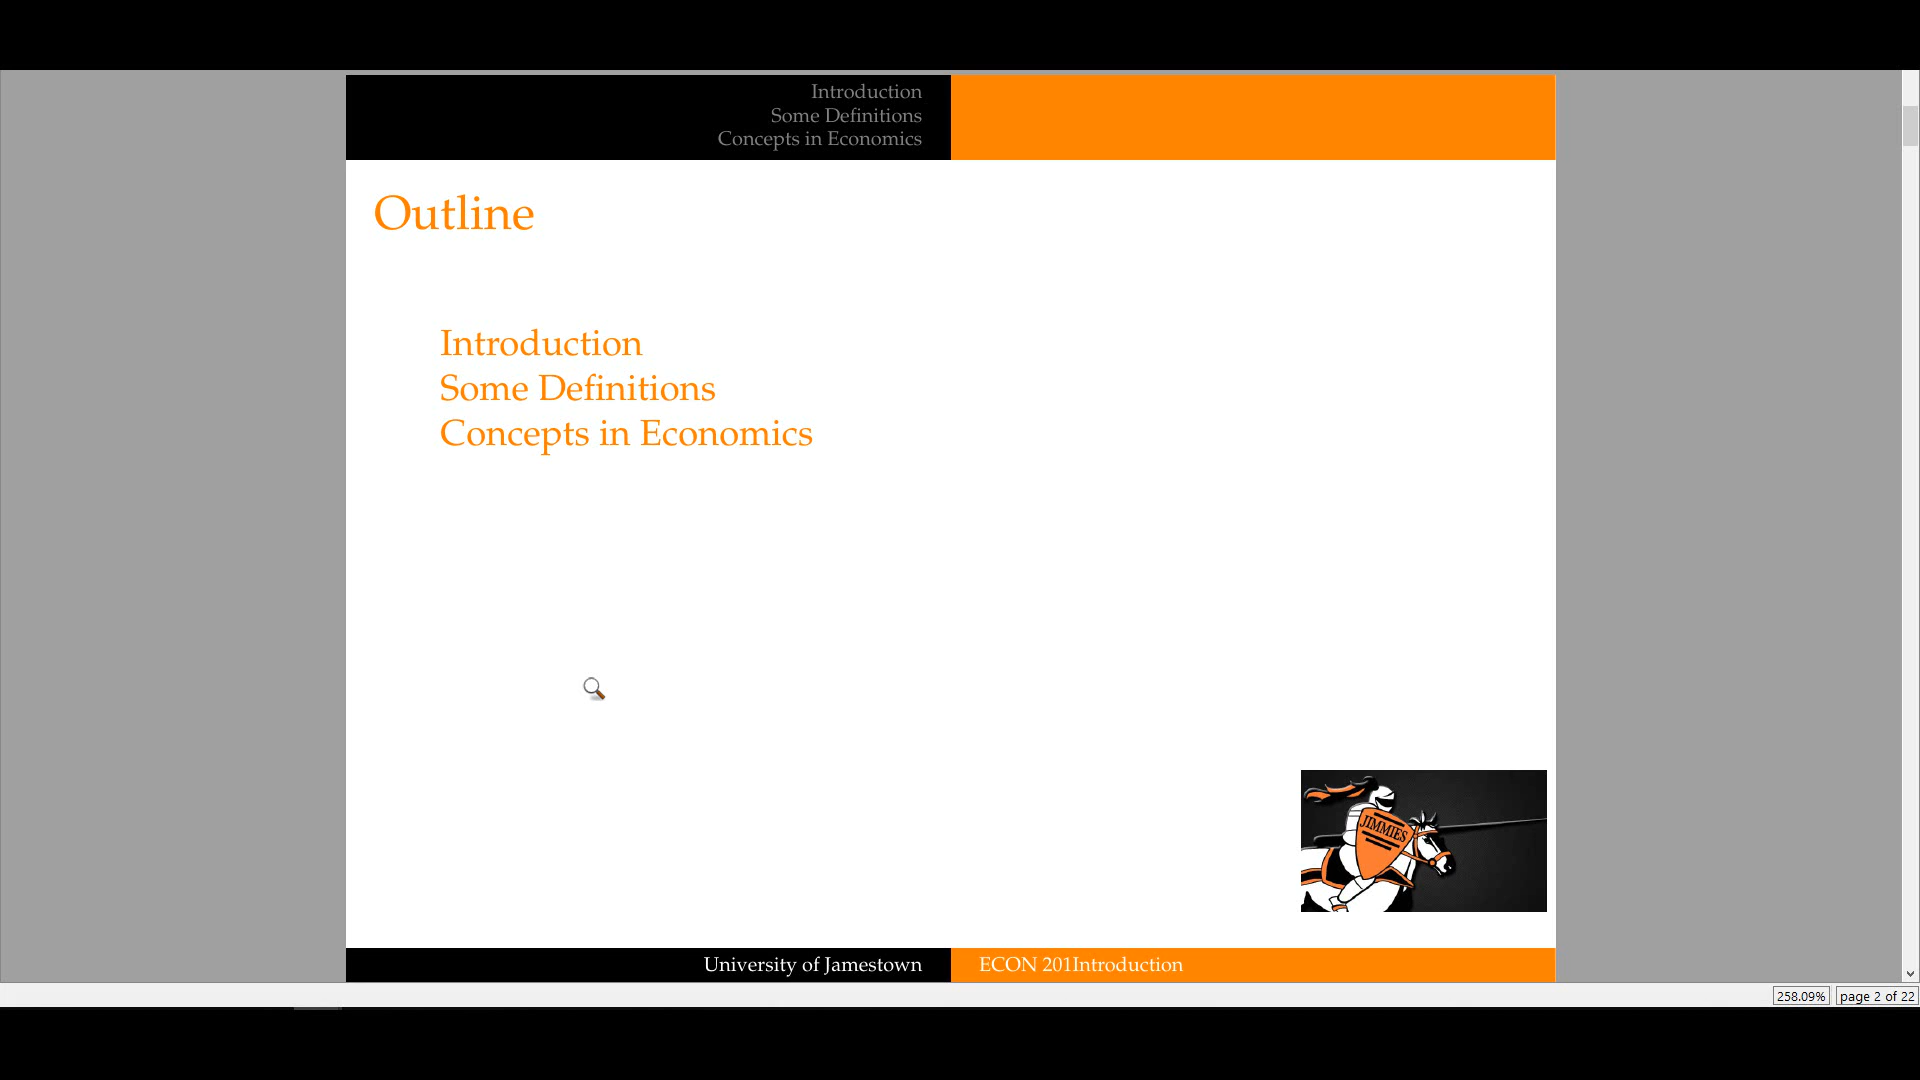 Introduction
Some Definitions
Concepts in Economics
Outline
Introduction
Some Definitions
Concepts in Economics
JIMMIES
University of Jamestown
ECON 201Introduction
258.09%
page 2 of 22